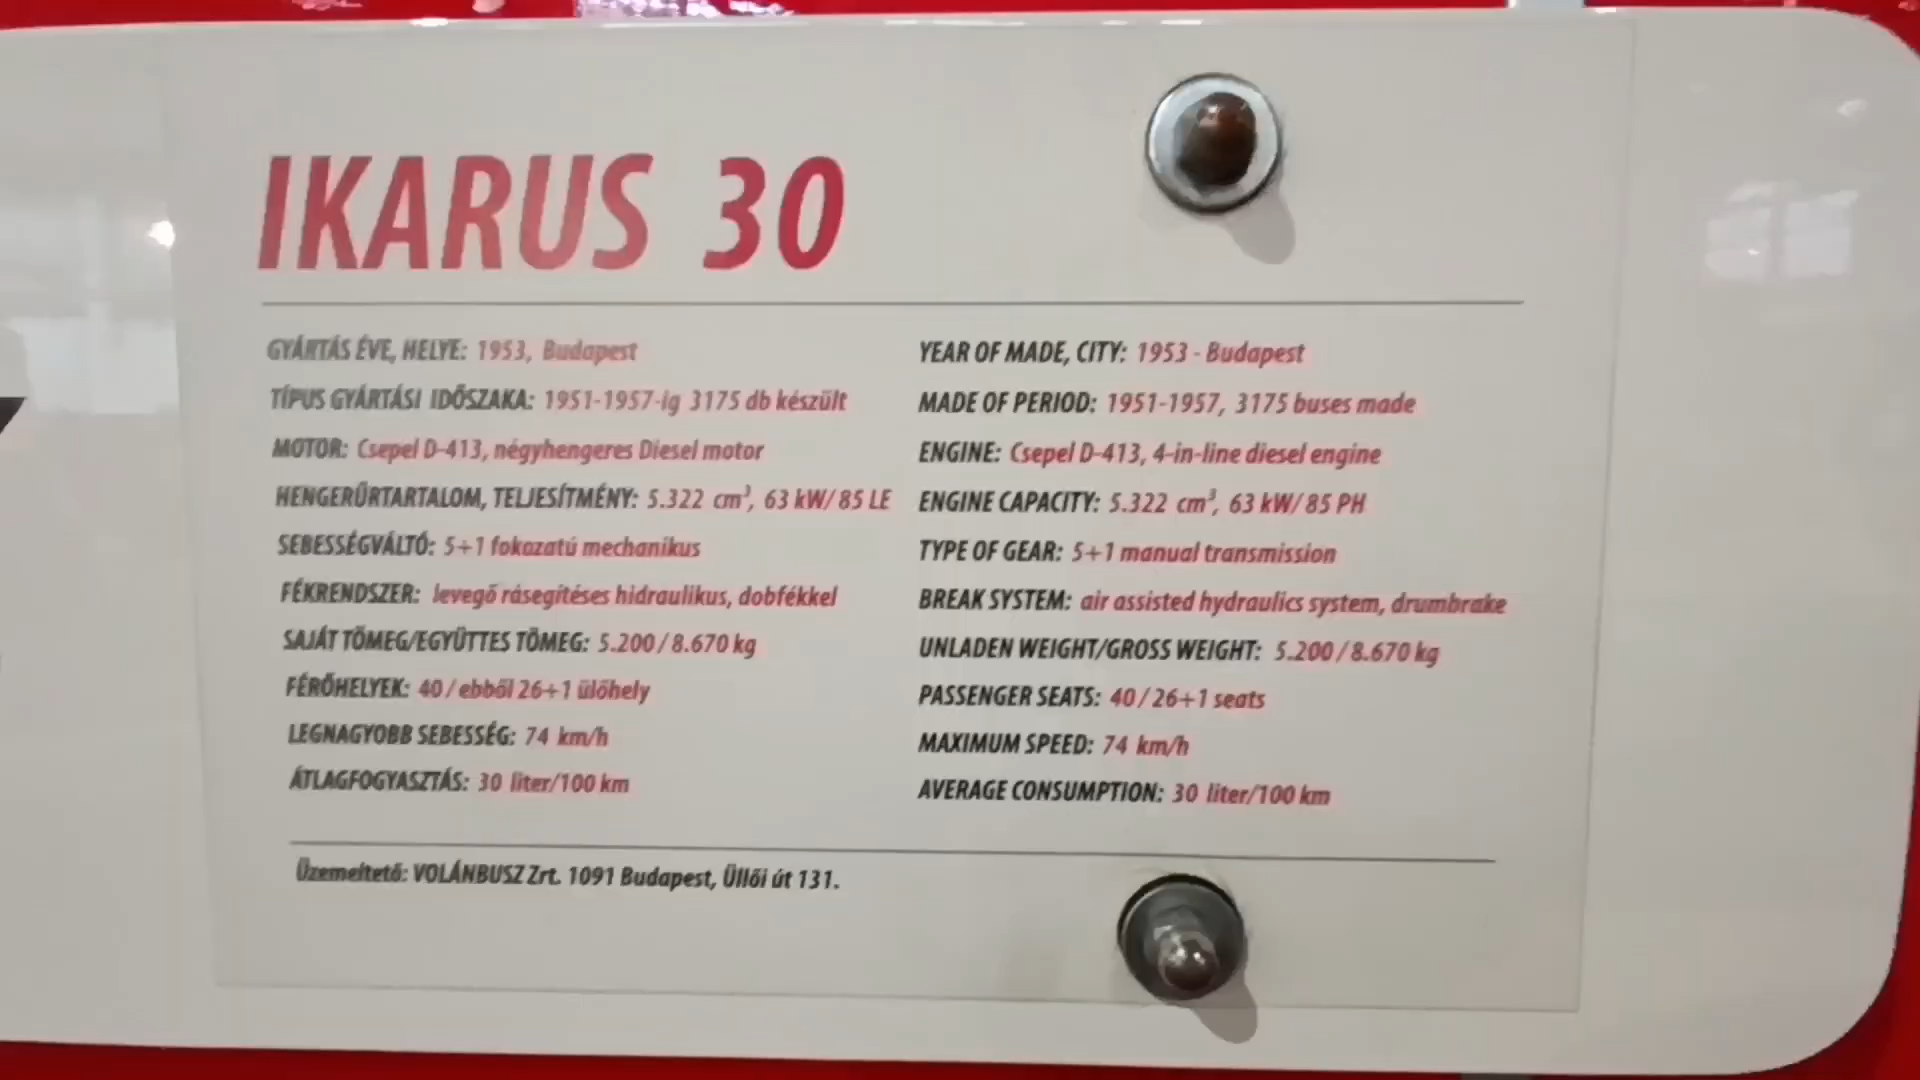 IKARUS 30
GYÁRTÁS ÉVE, HELYE: 1953, Budapest
TÍPUS GYÁRTÁSI IDŐSZAKA: 1951-1957-ig 3175 db készült
MOTOR: Csepel D-413, négyhengeres Diesel motor
HENGERŰRTARTALOM, TELJESÍTMÉNY: 5.322 cm³, 63 kW/ 85 LE
SEBESSÉGVÁLTÓ: 5+1 fokozatú mechanikus
FÉKRENDSZER: levegő rásegítéses hidraulikus, dobfékkel
SAJÁT TÖMEG/EGYÜTTES TÖMEG: 5.200 / 8.670 kg
FÉRŐHELYEK: 40 / ebből 26+1 ülőhely
LEGNAGYOBB SEBESSÉG: 74 km/h
ÁTLAGFOGYASZTÁS: 30 liter/100 km
YEAR OF MADE, CITY: 1953 - Budapest
MADE OF PERIOD: 1951-1957, 3175 buses made
ENGINE: Csepel D-413, 4-in-line diesel engine
ENGINE CAPACITY: 5.322 cm³, 63 kW/ 85 PH
TYPE OF GEAR: 5+1 manual transmission
BREAK SYSTEM: air assisted hydraulics system, drumbrake
UNLADEN WEIGHT/GROSS WEIGHT: 5.200 / 8.670 kg
PASSENGER SEATS: 40 / 26+1 seats
MAXIMUM SPEED: 74 km/h
AVERAGE CONSUMPTION: 30 liter/100 km
Üzemeltető: VOLÁNBUSZ Zrt. 1091 Budapest, Üllői út 131.